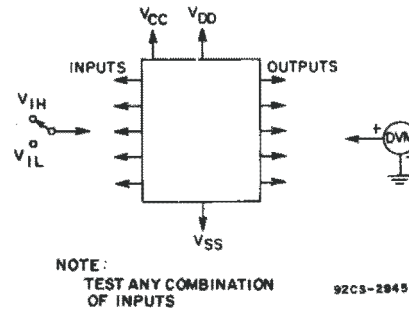 VCC VDD
INPUTS OUTPUTS
VIH
VIL
+ DVM
-
VSS
NOTE:
TEST ANY COMBINATION
OF INPUTS
92CS-2845